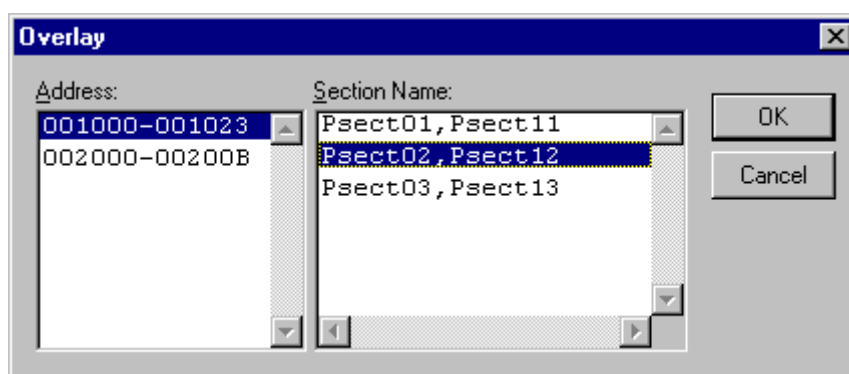 Overlay
Address:
001000-001023
002000-00200B
Section Name:
Psect01,Psect11
Psect02,Psect12
Psect03,Psect13
OK
Cancel